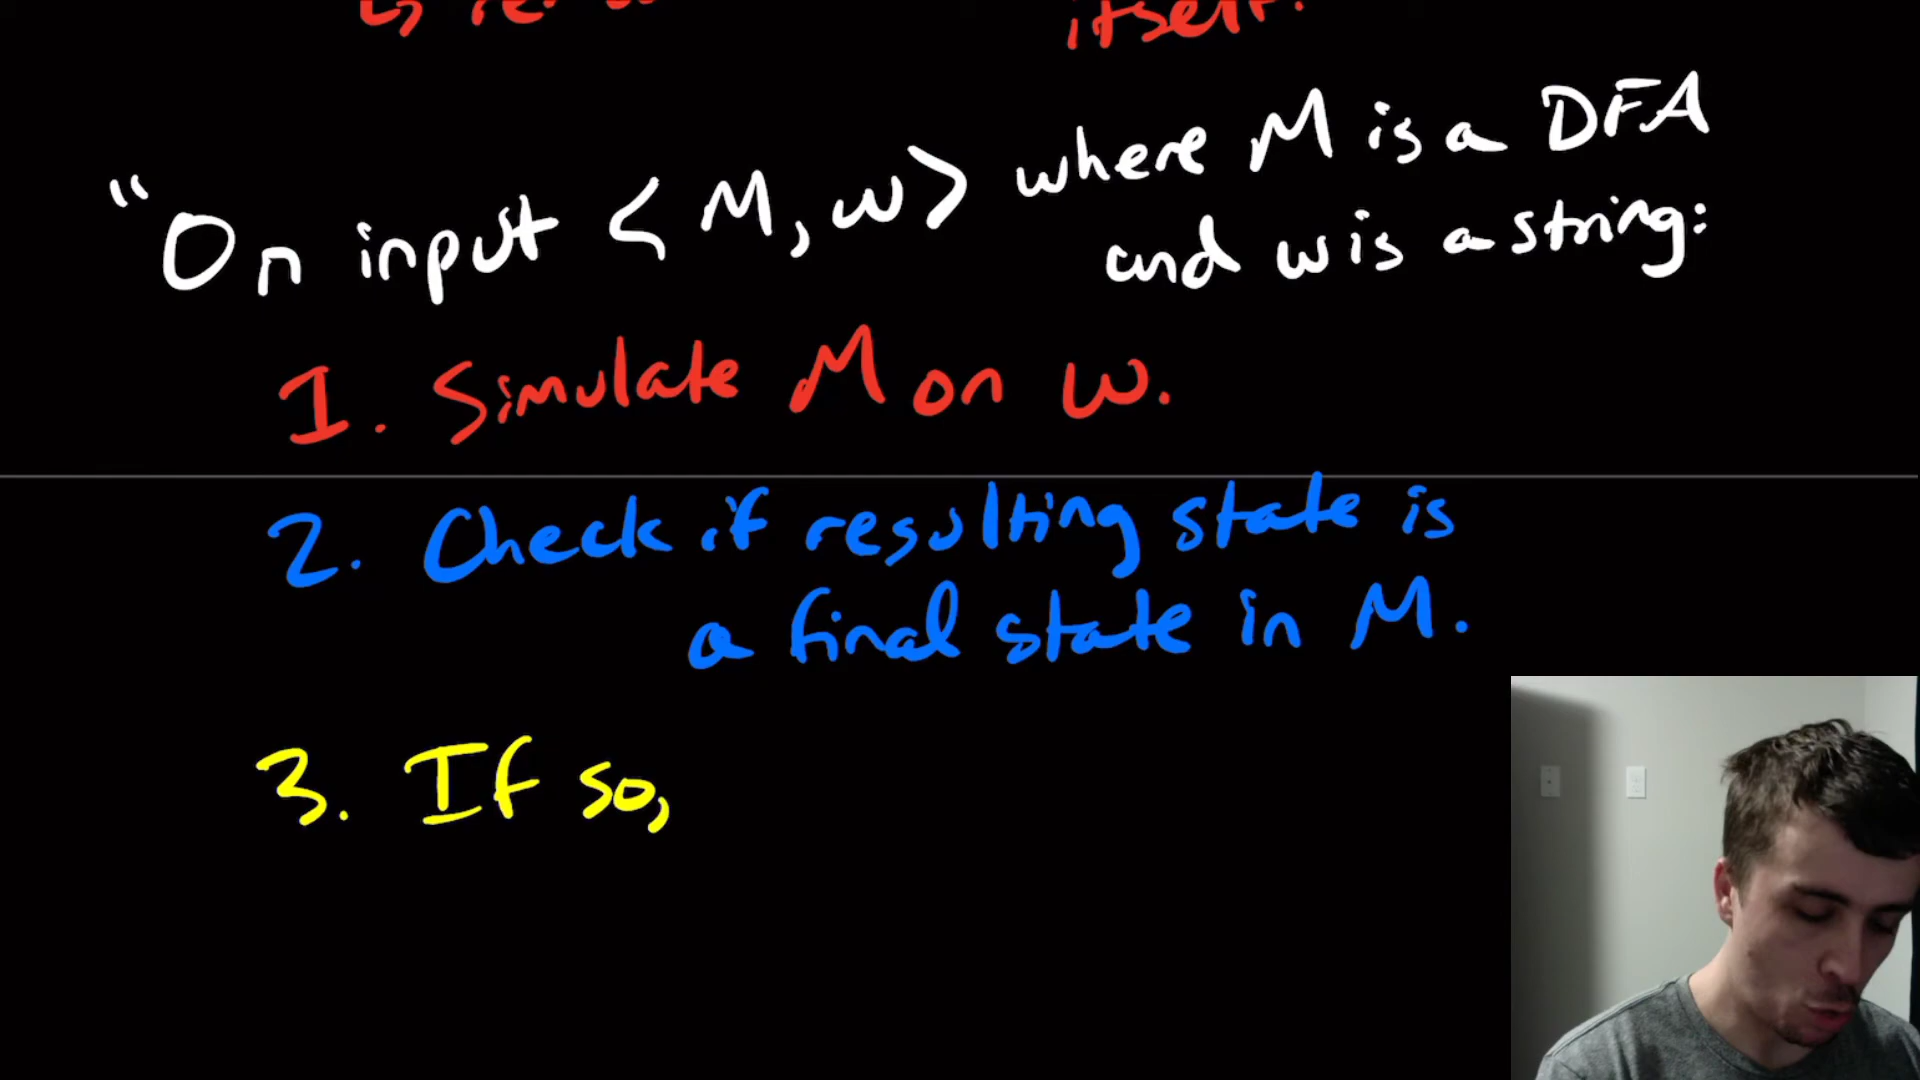 itself.
“On input < M, w> where M is a DFA
and w is a string:
1. Simulate M on w.
2. Check if resulting state is
a final state in M.
3. If so,